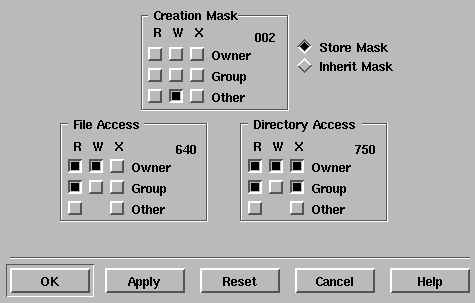 Creation Mask
R W X 002
Owner
Group
Other
Store Mask
Inherit Mask
File Access
R W X 640
Owner
Group
Other
Directory Access
R W X 750
Owner
Group
Other
OK Apply Reset Cancel Help